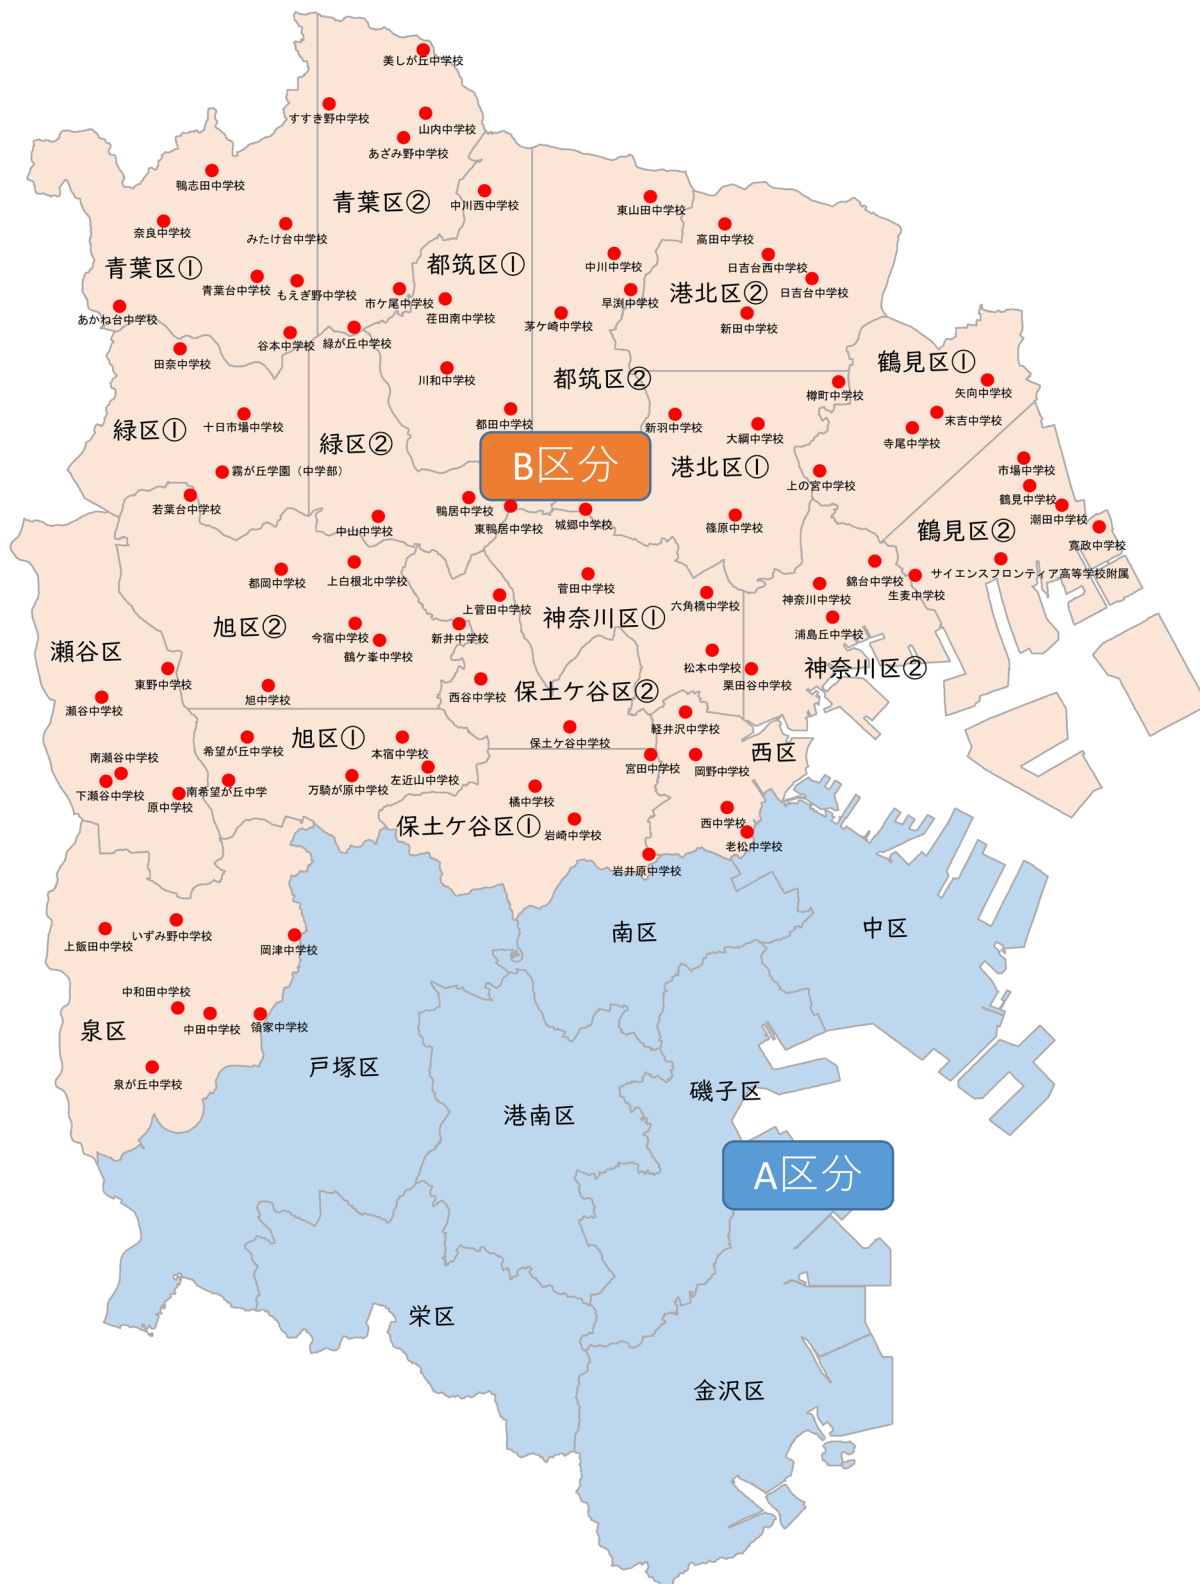 美しが丘中学校
すすき野中学校
山内中学校
あざみ野中学校
鴨志田中学校
青葉区②
中川西中学校
東山田中学校
奈良中学校
みたけ台中学校
高田中学校
青葉区①
都筑区①
中川中学校
日吉台西中学校
青葉台中学校
もえぎ野中学校
市ケ尾中学校
早渕中学校
港北区②
日吉台中学校
あかね台中学校
荏田南中学校
茅ケ崎中学校
新田中学校
谷本中学校
緑が丘中学校
田奈中学校
川和中学校
都筑区②
鶴見区①
樽町中学校
矢向中学校
緑区①
十日市場中学校
緑区②
都田中学校
新羽中学校
大綱中学校
末吉中学校
寺尾中学校
B区分
港北区①
霧が丘学園（中学部）
上の宮中学校
市場中学校
若葉台中学校
鴨居中学校
鶴見中学校
中山中学校
東鴨居中学校
城郷中学校
篠原中学校
鶴見区②
潮田中学校
寛政中学校
都岡中学校
上白根北中学校
菅田中学校
サイエンスフロンティア高等学校附属
上菅田中学校
六角橋中学校
神奈川中学校
錦台中学校
生麦中学校
旭区②
今宿中学校
新井中学校
神奈川区①
浦島丘中学校
瀬谷区
鶴ケ峯中学校
東野中学校
松本中学校
栗田谷中学校
神奈川区②
瀬谷中学校
旭中学校
西谷中学校
保土ケ谷区②
軽井沢中学校
希望が丘中学校
旭区①
本宿中学校
保土ケ谷中学校
西区
南瀬谷中学校
宮田中学校
岡野中学校
下瀬谷中学校
原中学校
南希望が丘中学
万騎が原中学校
左近山中学校
橘中学校
保土ケ谷区①
岩崎中学校
西中学校
老松中学校
岩井原中学校
上飯田中学校
いずみ野中学校
岡津中学校
南区
中区
中和田中学校
泉区
中田中学校
領家中学校
泉が丘中学校
戸塚区
港南区
磯子区
A区分
栄区
金沢区